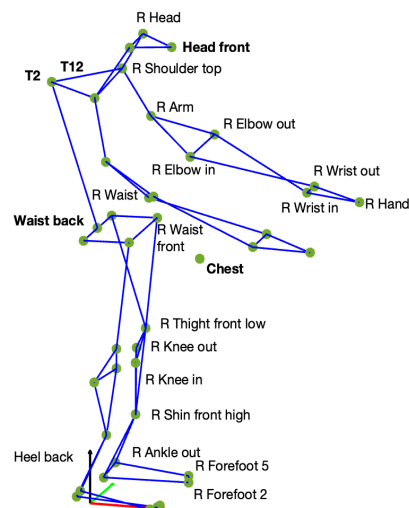 R Head
Head front
T12
R Shoulder top
T2
R Arm
R Elbow out
R Elbow in
R Wrist out
R Waist
R Wrist in
R Hand
Waist back
R Waist
front
Chest
R Thight front low
R Knee out
R Knee in
R Shin front high
R Ankle out
Heel back
R Forefoot 5
R Forefoot 2